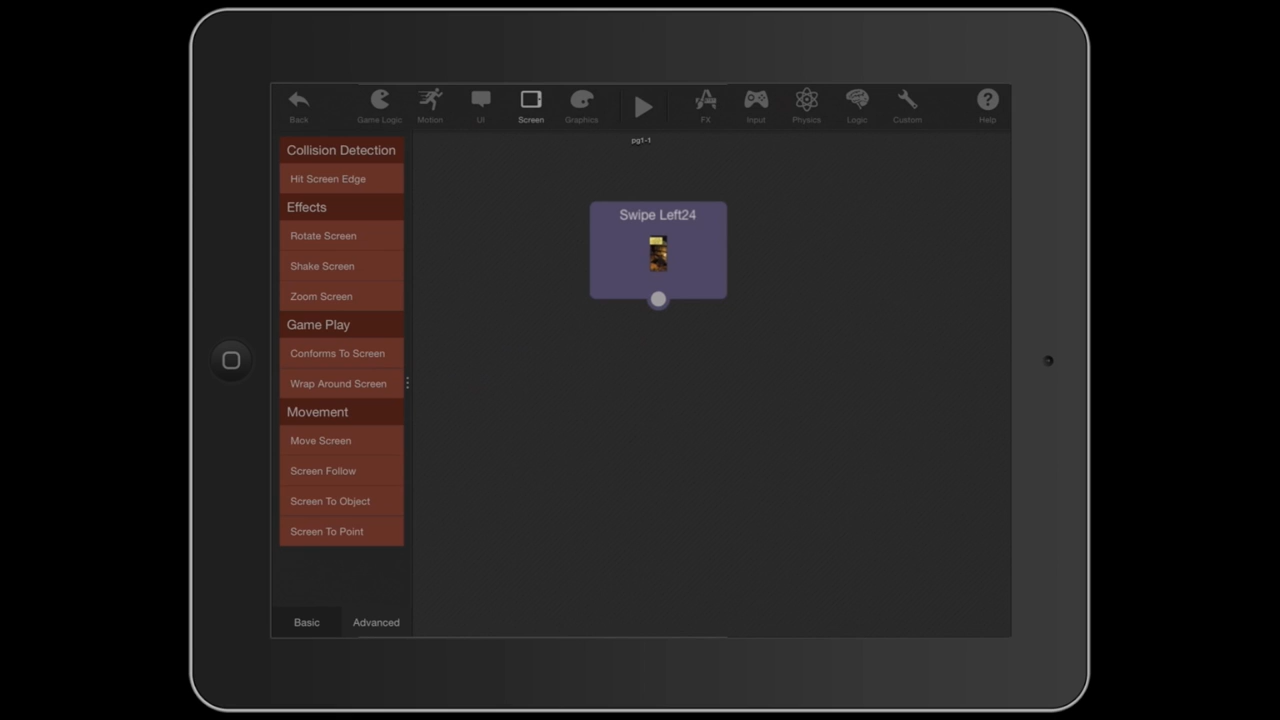 Back
Game Logic
Motion
UI
Screen
Graphics
FX
Input
Physics
Logic
Custom
Help
pg1-1
Collision Detection
Hit Screen Edge
Effects
Rotate Screen
Shake Screen
Zoom Screen
Game Play
Conforms To Screen
Wrap Around Screen
Movement
Move Screen
Screen Follow
Screen To Object
Screen To Point
Basic
Advanced
Swipe Left24